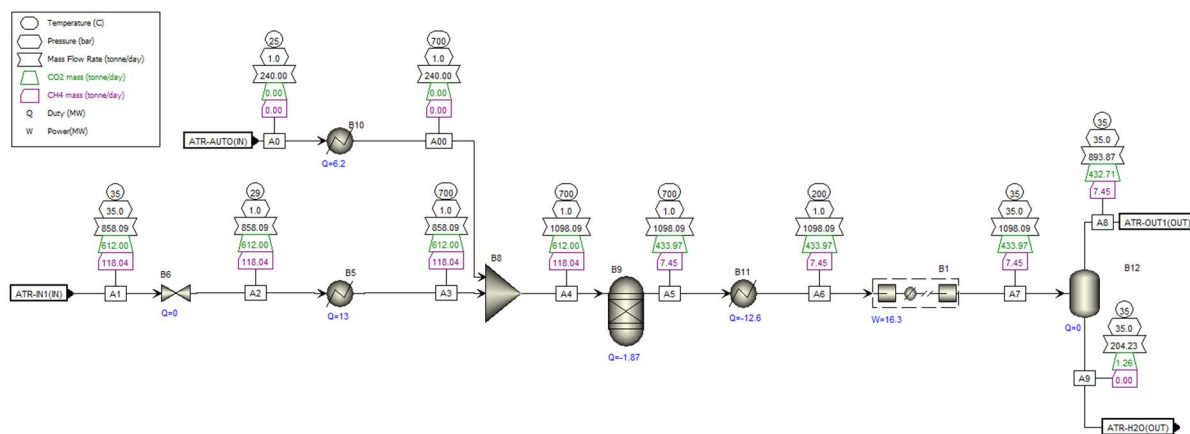 Temperature (C)
Pressure (bar)
Mass Flow Rate (tonne/day)
CO2 mass (tonne/day)
CH4 mass (tonne/day)
Q Duty (MW)
W Power(MW)
25
1.0
240.00
0.00
0.00
700
1.0
240.00
0.00
0.00
B10
ATR-AUTO(IN)
A0
A00
Q=6.2
35
35.0
858.09
612.00
118.04
29
1.0
858.09
612.00
118.04
700
1.0
858.09
612.00
118.04
700
1.0
1098.09
612.00
118.04
700
1.0
1098.09
433.97
7.45
200
1.0
1098.09
433.97
7.45
35
35.0
1098.09
433.97
7.45
35
35.0
893.87
432.71
7.45
A8
ATR-OUT1(OUT)
B6
B5
B8
B9
B11
B1
B12
ATR-IN1(IN)
A1
A2
A3
A4
A5
A6
A7
Q=0
Q=13
Q=-1.87
Q=-12.6
W=16.3
Q=0
35
35.0
204.23
1.26
0.00
A9
ATR-H2O(OUT)